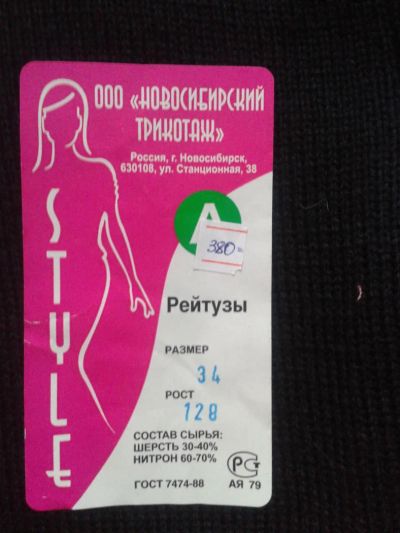 ООО «НОВОСИБИРСКИЙ
ТРИКОТАЖ»
Россия, г. Новосибирск,
630108, ул. Станционная, 38
STYLE
А
380=
Рейтузы
РАЗМЕР
34
РОСТ
128
СОСТАВ СЫРЬЯ:
ШЕРСТЬ 30-40%
НИТРОН 60-70%
ГОСТ 7474-88
АЯ 79